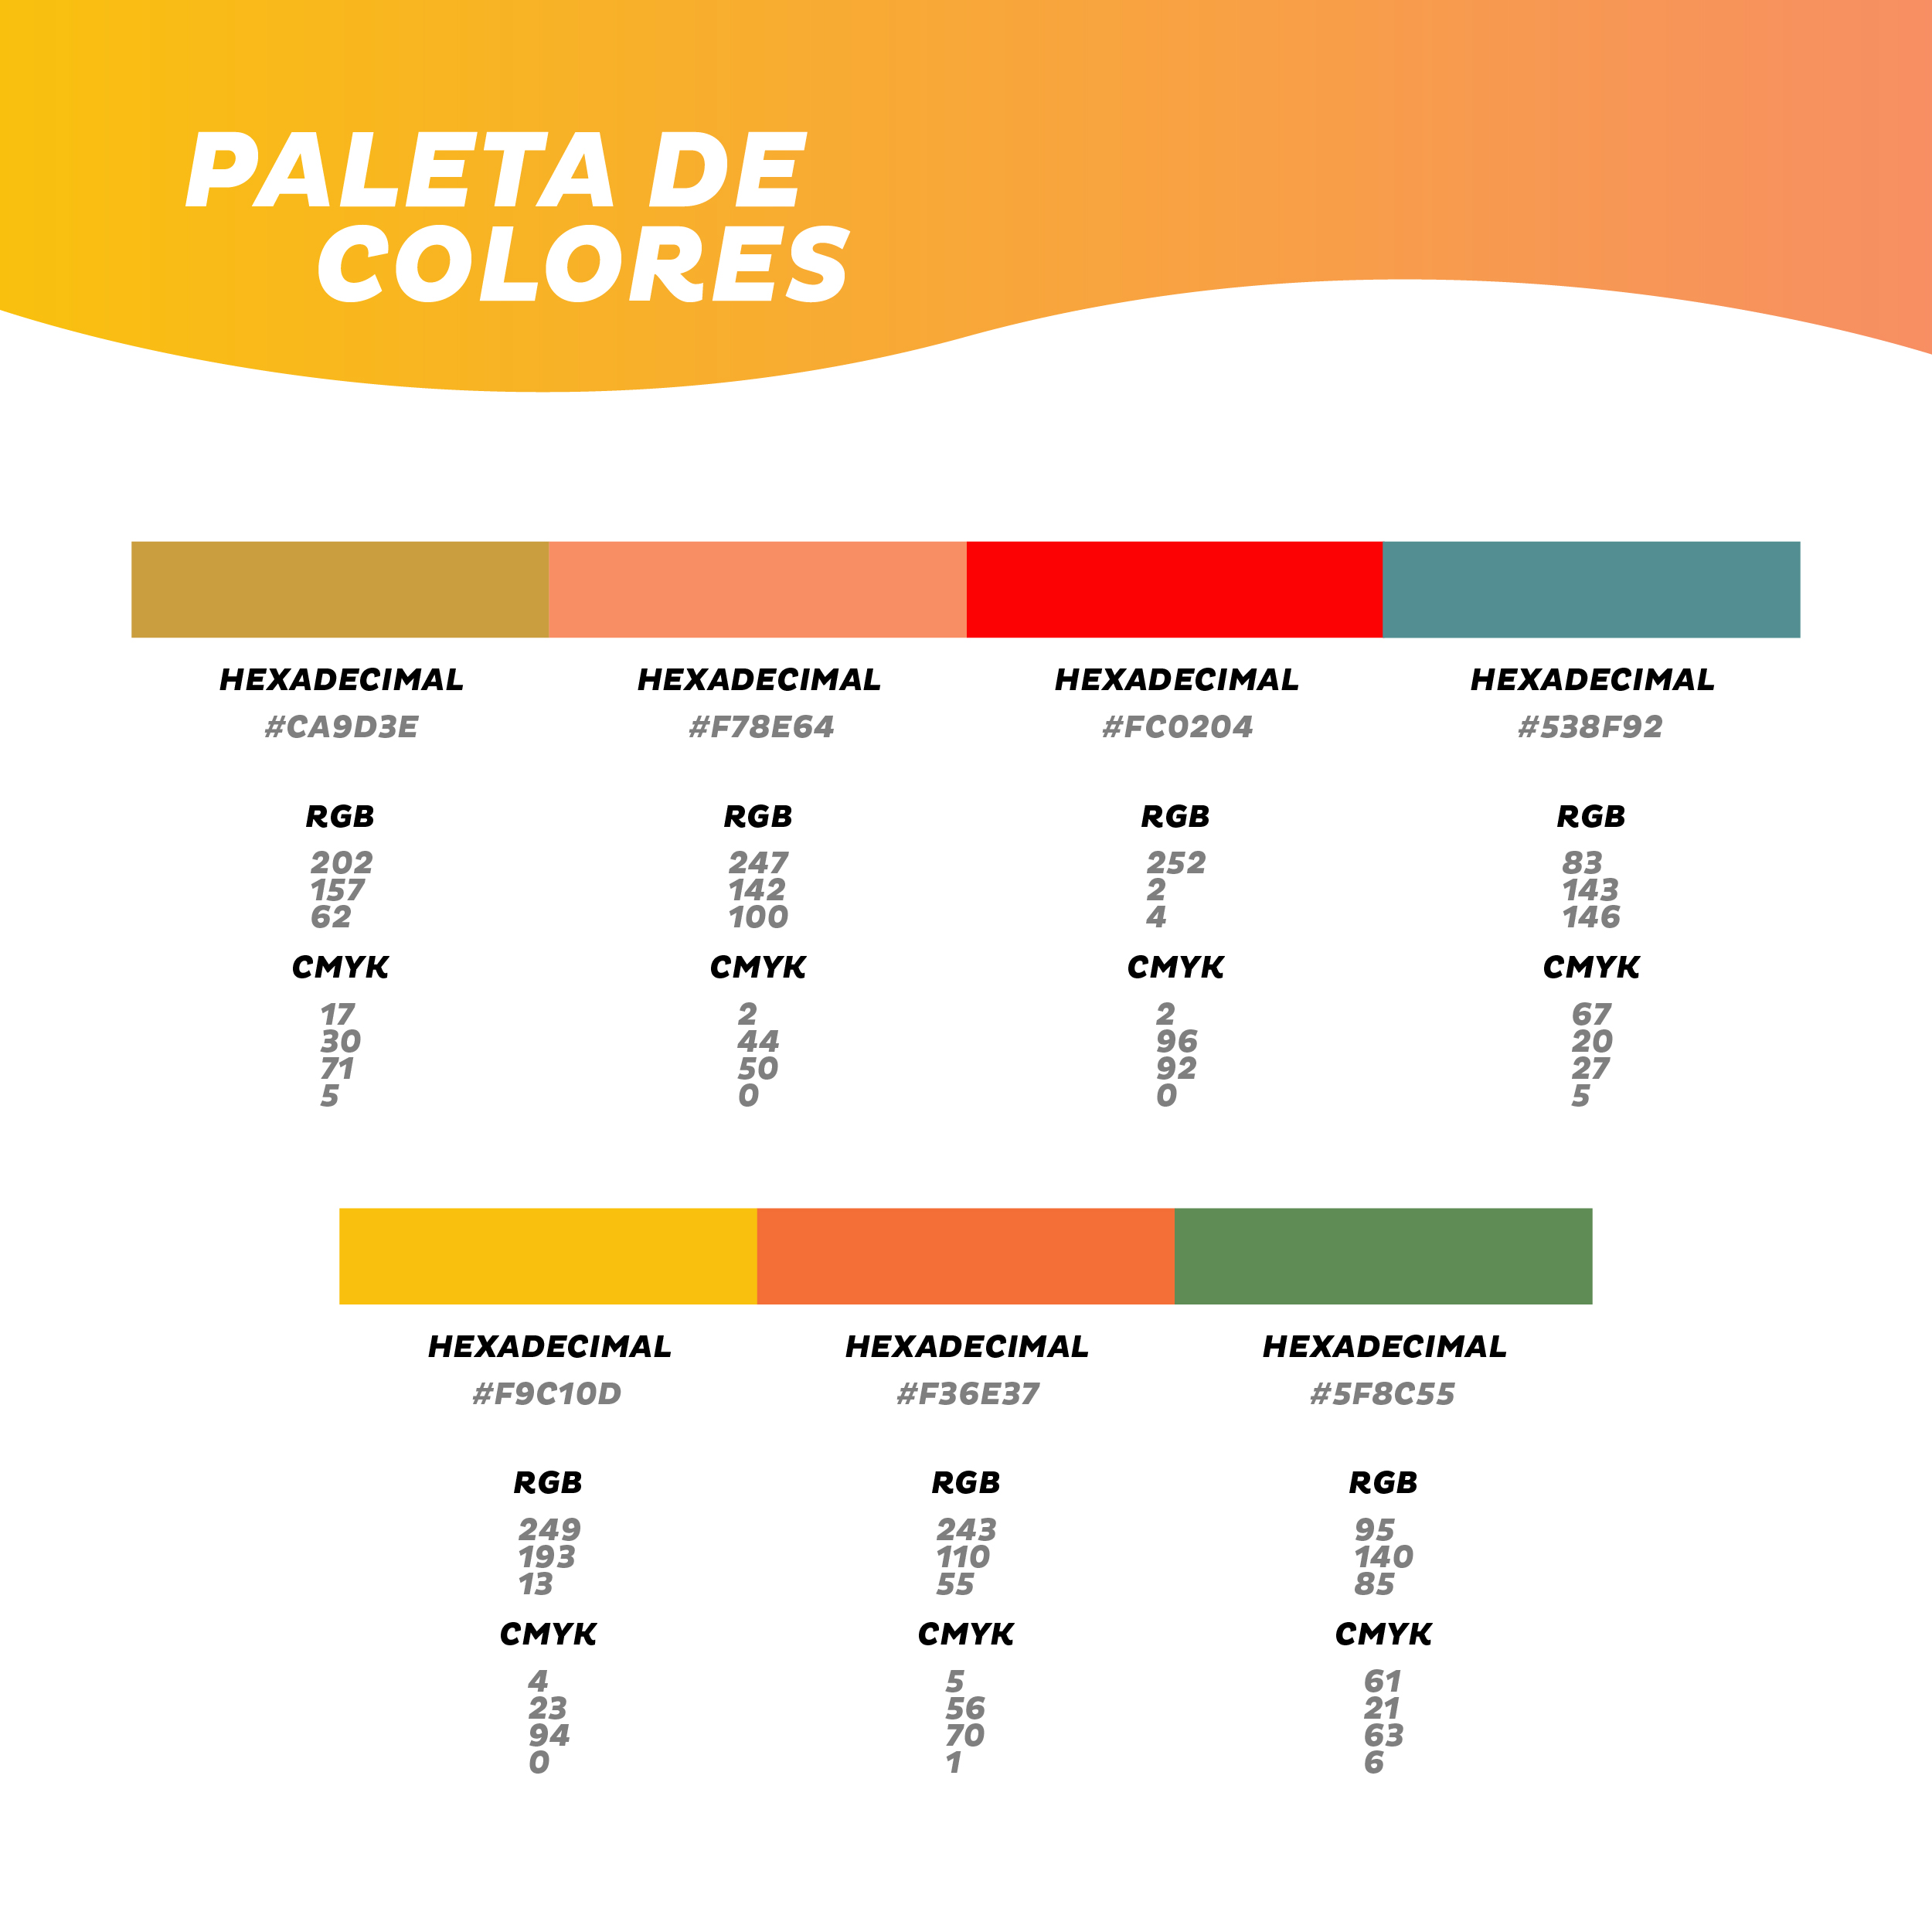 PALETA DE
COLORES
HEXADECIMAL HEXADECIMAL HEXADECIMAL HEXADECIMAL
#CA9D3E #F78E64 #FC0204 #538F92
RGB RGB RGB RGB
202 247 252 83
157 142 2 143
62 100 4 146
CMYK CMYK CMYK CMYK
17 2 2 67
30 44 96 20
71 50 92 27
5 0 0 5
HEXADECIMAL HEXADECIMAL HEXADECIMAL
#F9C10D #F36E37 #5F8C55
RGB RGB RGB
249 243 95
193 110 140
13 55 85
CMYK CMYK CMYK
4 5 61
23 56 21
94 70 63
0 1 6